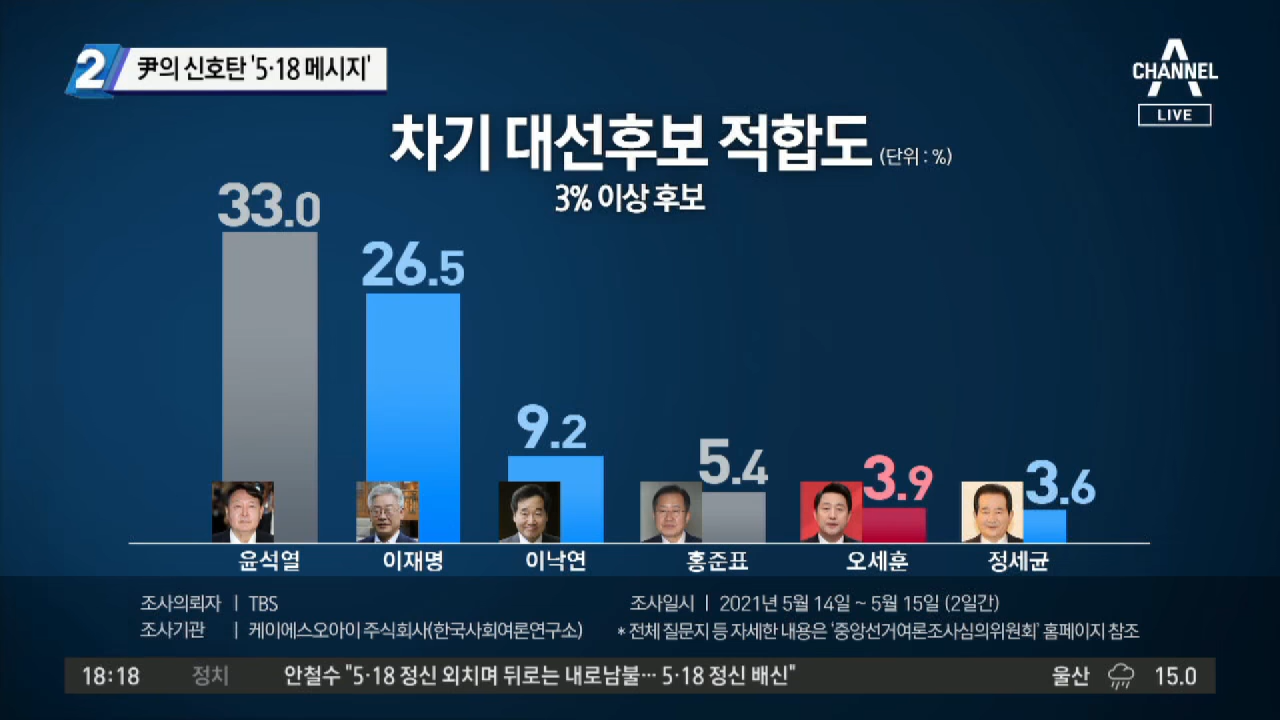 2 尹의 신호탄 '5·18 메시지'
CHANNEL A
LIVE
차기 대선후보 적합도 (단위 : %)
3% 이상 후보
33.0
26.5
9.2
5.4
3.9
3.6
윤석열
이재명
이낙연
홍준표
오세훈
정세균
조사의뢰자 | TBS
조사일시 | 2021년 5월 14일 ~ 5월 15일 (2일간)
조사기관 | 케이에스오아이 주식회사(한국사회여론연구소)
* 전체 질문지 등 자세한 내용은 '중앙선거여론조사심의위원회' 홈페이지 참조
18:18 정치 안철수 "5·18 정신 외치며 뒤로는 내로남불… 5·18 정신 배신" 울산 15.0